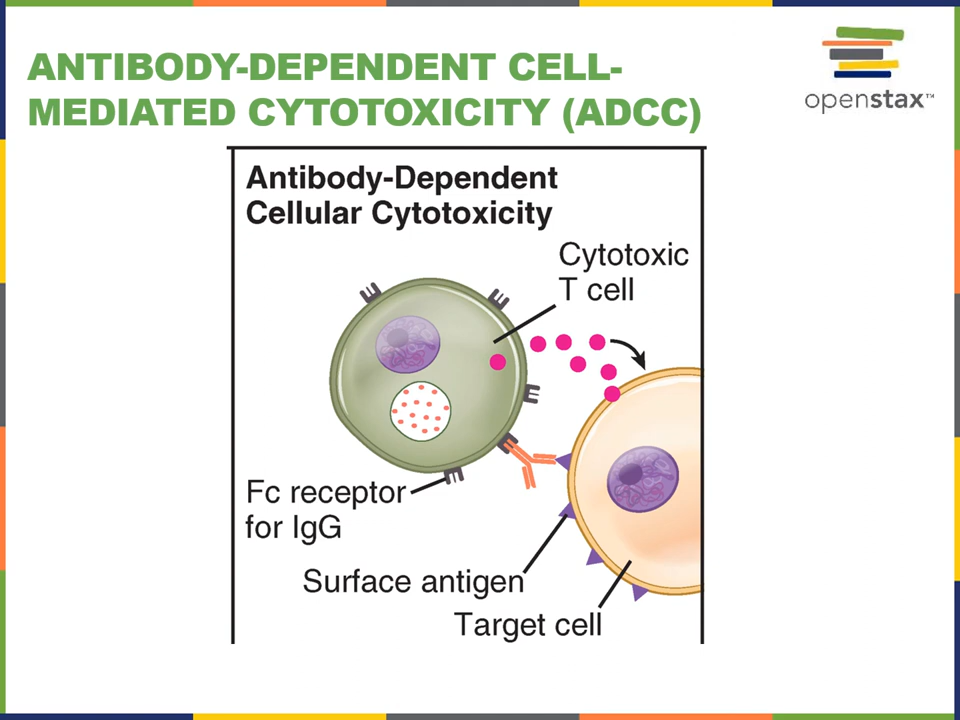 ANTIBODY-DEPENDENT CELL-
MEDIATED CYTOTOXICITY (ADCC)
openstax™
Antibody-Dependent
Cellular Cytotoxicity
Cytotoxic
T cell
Fc receptor
for IgG
Surface antigen
Target cell